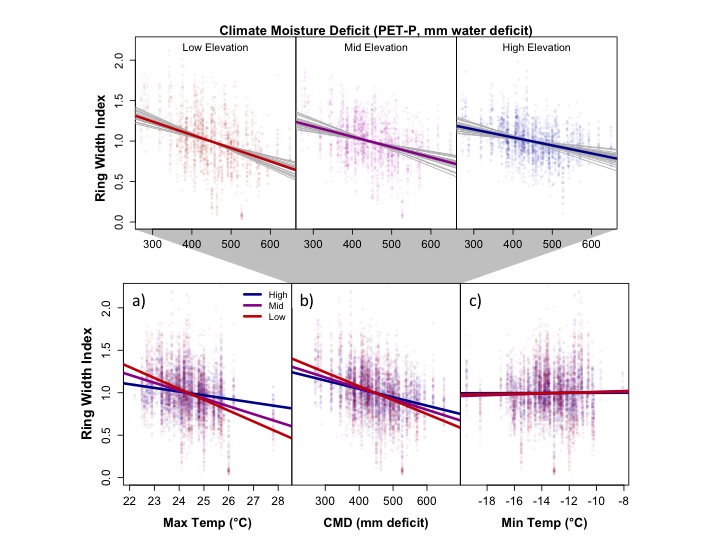 Climate Moisture Deficit (PET-P, mm water deficit)
Low Elevation Mid Elevation High Elevation
Ring Width Index
2.0
1.5
1.0
0.5
0.0
300 400 500 600 300 400 500 600 300 400 500 600
a) b) c)
High
Mid
Low
Ring Width Index
2.0
1.5
1.0
0.5
0.0
22 23 24 25 26 27 28 300 400 500 600 -18 -16 -14 -12 -10 -8
Max Temp (°C) CMD (mm deficit) Min Temp (°C)